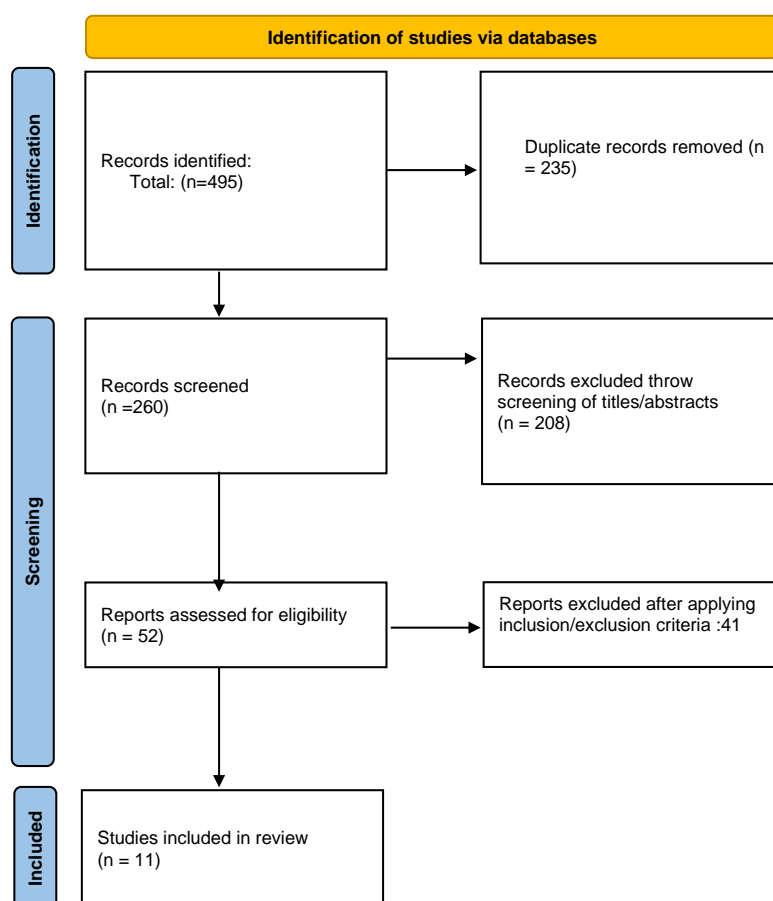 Identification of studies via databases
Identification
Records identified:
Total: (n=495)
Duplicate records removed (n
= 235)
Screening
Records screened
(n =260)
Records excluded throw
screening of titles/abstracts
(n = 208)
Reports assessed for eligibility
(n = 52)
Reports excluded after applying
inclusion/exclusion criteria :41
Included
Studies included in review
(n = 11)